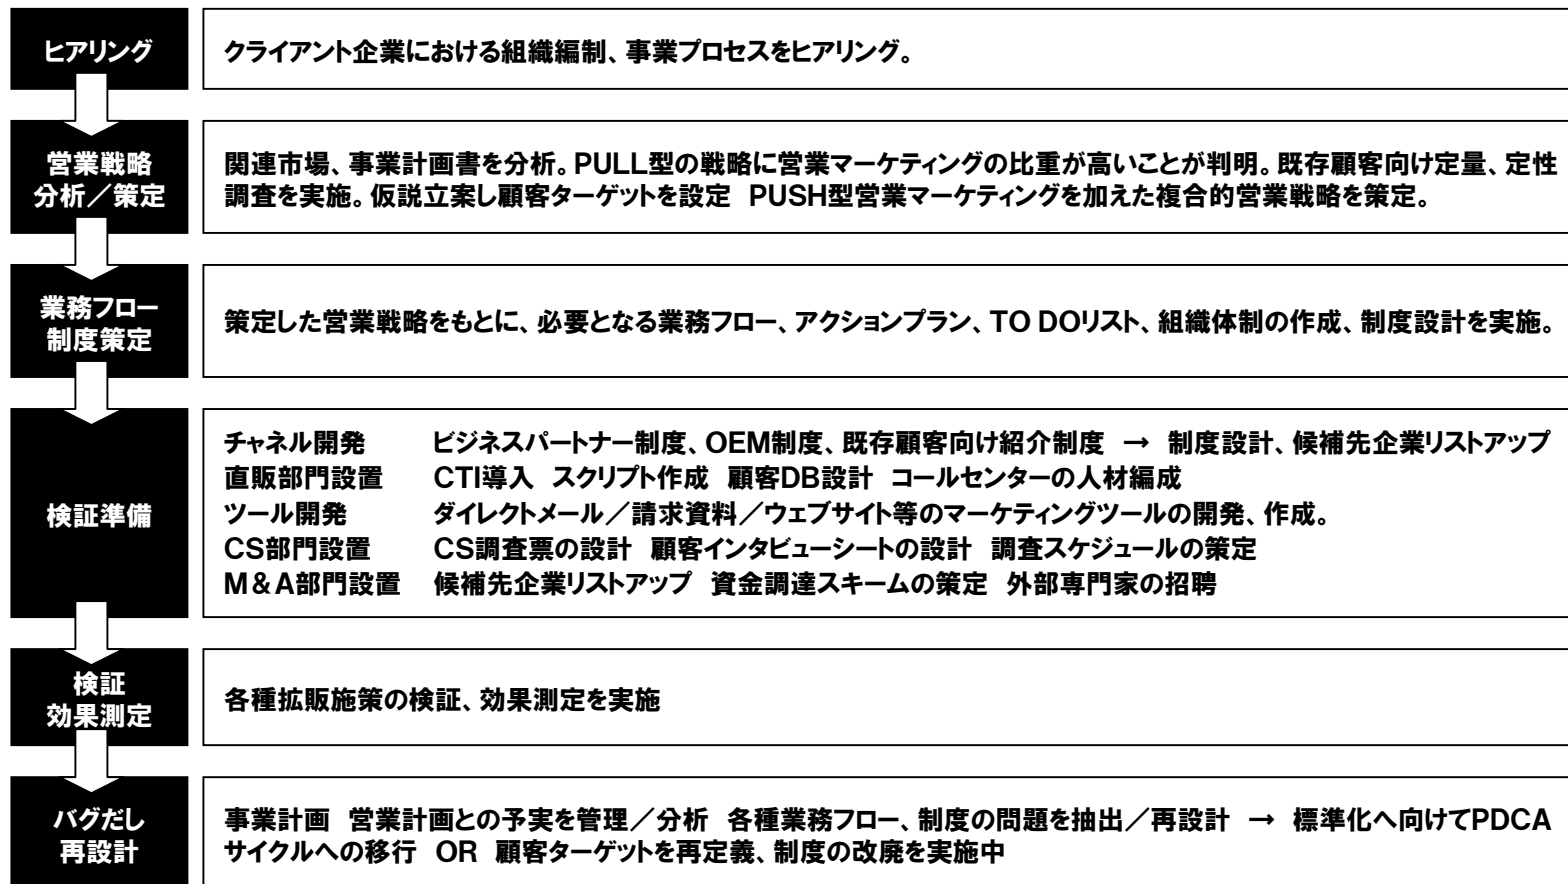 ヒアリング
クライアント企業における組織編制、事業プロセスをヒアリング。
営業戦略
分析／策定
関連市場、事業計画書を分析。PULL型の戦略に営業マーケティングの比重が高いことが判明。既存顧客向け定量、定性
調査を実施。仮説立案し顧客ターゲットを設定 PUSH型営業マーケティングを加えた複合的営業戦略を策定。
業務フロー
制度策定
策定した営業戦略をもとに、必要となる業務フロー、アクションプラン、TO DOリスト、組織体制の作成、制度設計を実施。
検証準備
チャネル開発 ビジネスパートナー制度、OEM制度、既存顧客向け紹介制度 → 制度設計、候補先企業リストアップ
直販部門設置 CTI導入 スクリプト作成 顧客DB設計 コールセンターの人材編成
ツール開発 ダイレクトメール／請求資料／ウェブサイト等のマーケティングツールの開発、作成。
CS部門設置 CS調査票の設計 顧客インタビューシートの設計 調査スケジュールの策定
M＆A部門設置 候補先企業リストアップ 資金調達スキームの策定 外部専門家の招聘
検証
効果測定
各種拡販施策の検証、効果測定を実施
バグだし
再設計
事業計画 営業計画との予実を管理／分析 各種業務フロー、制度の問題を抽出／再設計 → 標準化へ向けてPDCA
サイクルへの移行 OR 顧客ターゲットを再定義、制度の改廃を実施中